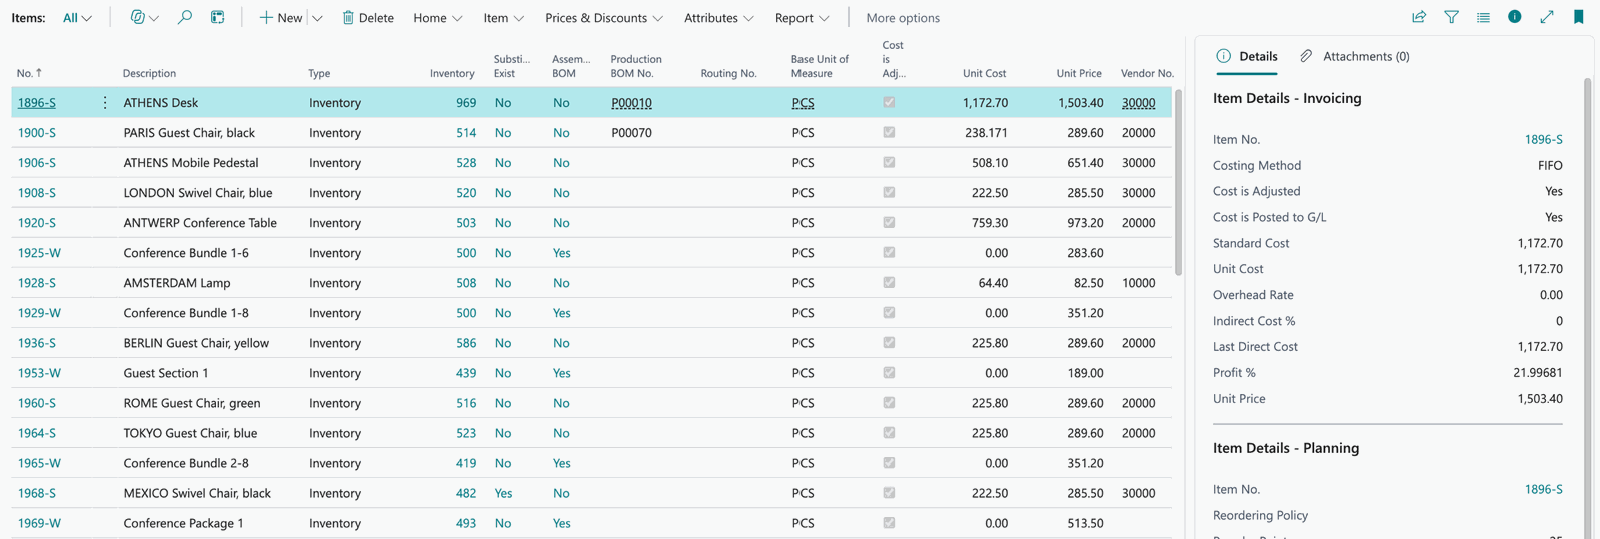 Items: All New Delete Home Item Prices & Discounts Attributes Report More options
No. ↑ Description Type Inventory Substi... Exist Assem... BOM Production BOM No. Routing No. Base Unit of Measure Cost is Adj... Unit Cost Unit Price Vendor No.
1896-S ATHENS Desk Inventory 969 No No P00010 PCS 1,172.70 1,503.40 30000
1900-S PARIS Guest Chair, black Inventory 514 No No P00070 PCS 238.171 289.60 20000
1906-S ATHENS Mobile Pedestal Inventory 528 No No PCS 508.10 651.40 30000
1908-S LONDON Swivel Chair, blue Inventory 520 No No PCS 222.50 285.50 30000
1920-S ANTWERP Conference Table Inventory 503 No No PCS 759.30 973.20 20000
1925-W Conference Bundle 1-6 Inventory 500 No Yes PCS 0.00 283.60
1928-S AMSTERDAM Lamp Inventory 508 No No PCS 64.40 82.50 10000
1929-W Conference Bundle 1-8 Inventory 500 No Yes PCS 0.00 351.20
1936-S BERLIN Guest Chair, yellow Inventory 586 No No PCS 225.80 289.60 20000
1953-W Guest Section 1 Inventory 439 No Yes PCS 0.00 189.00
1960-S ROME Guest Chair, green Inventory 516 No No PCS 225.80 289.60 20000
1964-S TOKYO Guest Chair, blue Inventory 523 No No PCS 225.80 289.60 20000
1965-W Conference Bundle 2-8 Inventory 419 No Yes PCS 0.00 351.20
1968-S MEXICO Swivel Chair, black Inventory 482 Yes No PCS 222.50 285.50 30000
1969-W Conference Package 1 Inventory 493 No Yes PCS 0.00 513.50
Details Attachments (0)
Item Details - Invoicing
Item No. 1896-S
Costing Method FIFO
Cost is Adjusted Yes
Cost is Posted to G/L Yes
Standard Cost 1,172.70
Unit Cost 1,172.70
Overhead Rate 0.00
Indirect Cost % 0
Last Direct Cost 1,172.70
Profit % 21.99681
Unit Price 1,503.40
Item Details - Planning
Item No. 1896-S
Reordering Policy